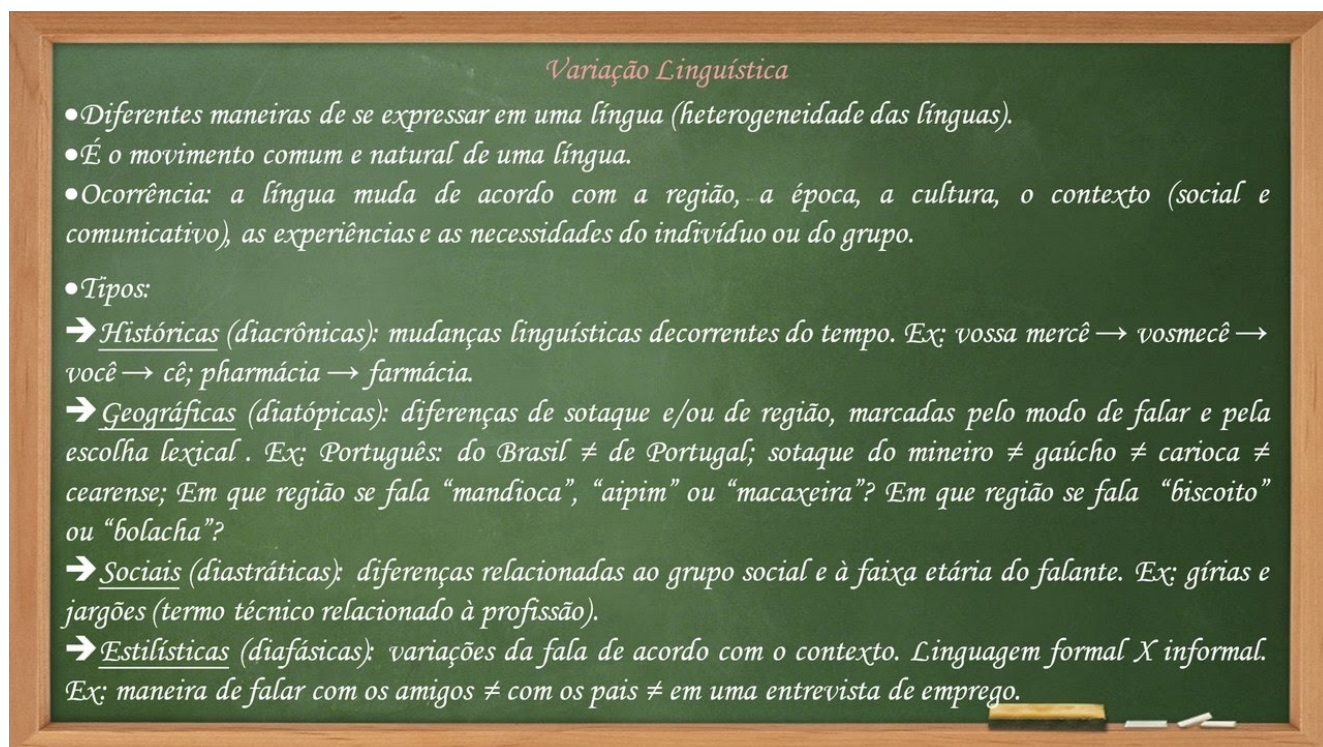 Variação Linguística
•Diferentes maneiras de se expressar em uma língua (heterogeneidade das línguas).
•É o movimento comum e natural de uma língua.
•Ocorrência: a língua muda de acordo com a região, a época, a cultura, o contexto (social e
comunicativo), as experiências e as necessidades do indivíduo ou do grupo.
•Tipos:
➔Históricas (diacrônicas): mudanças linguísticas decorrentes do tempo. Ex: vossa mercê → vosmecê →
você → cê; pharmácia → farmácia.
➔Geográficas (diatópicas): diferenças de sotaque e/ou de região, marcadas pelo modo de falar e pela
escolha lexical . Ex: Português: do Brasil ≠ de Portugal; sotaque do mineiro ≠ gaúcho ≠ carioca ≠
cearense; Em que região se fala “mandioca”, “aipim” ou “macaxeira”? Em que região se fala “biscoito”
ou “bolacha”?
➔Sociais (diastráticas): diferenças relacionadas ao grupo social e à faixa etária do falante. Ex: gírias e
jargões (termo técnico relacionado à profissão).
➔Estilísticas (diafásicas): variações da fala de acordo com o contexto. Linguagem formal X informal.
Ex: maneira de falar com os amigos ≠ com os pais ≠ em uma entrevista de emprego.